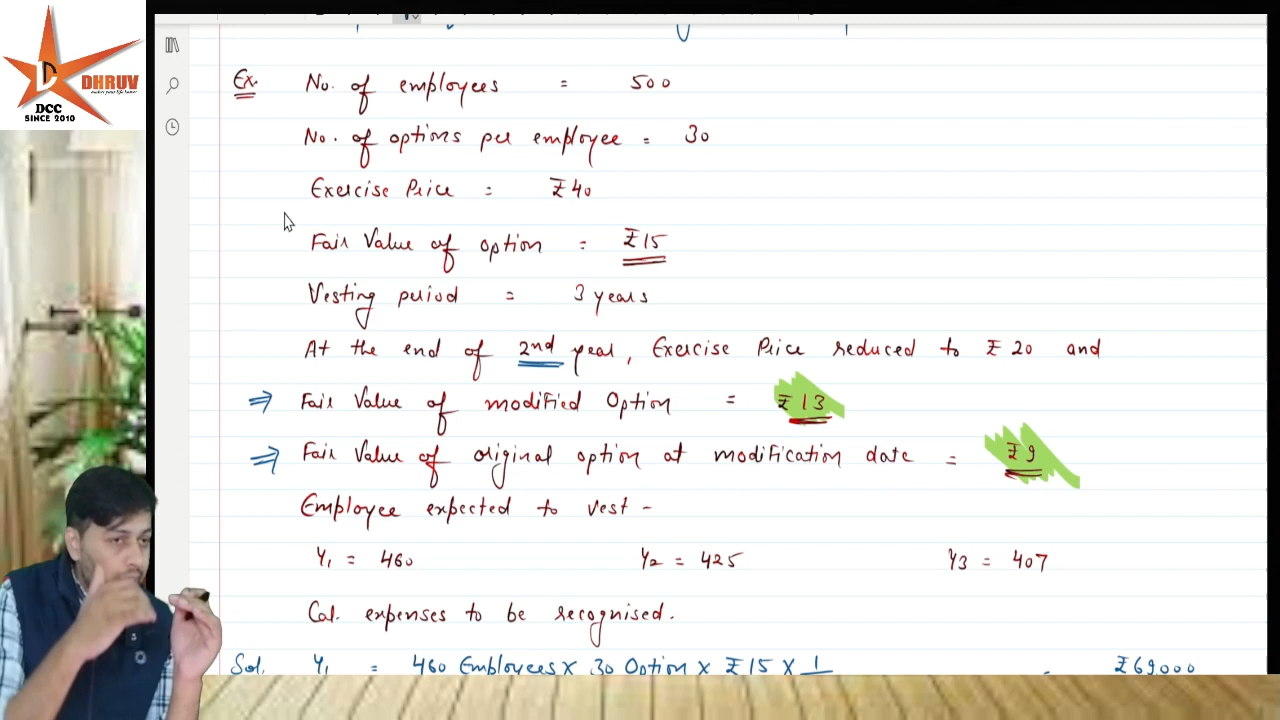 D
DHRUV
DCC
SINCE 2010
Ex. No. of employees = 500
No. of options per employee = 30
Exercise Price = ₹40
Fair Value of option = ₹15
Vesting period = 3 years
At the end of 2nd year, Exercise Price reduced to ₹ 20 and
⇒ Fair Value of modified Option = ₹13
⇒ Fair Value of original option at modification date = ₹9
Employee expected to vest -
Y1 = 460 Y2 = 425 Y3 = 407
Cal. expenses to be recognised.
Sol. Y1 = 460 Employees × 30 Option × ₹15 × 1 = ₹69,000